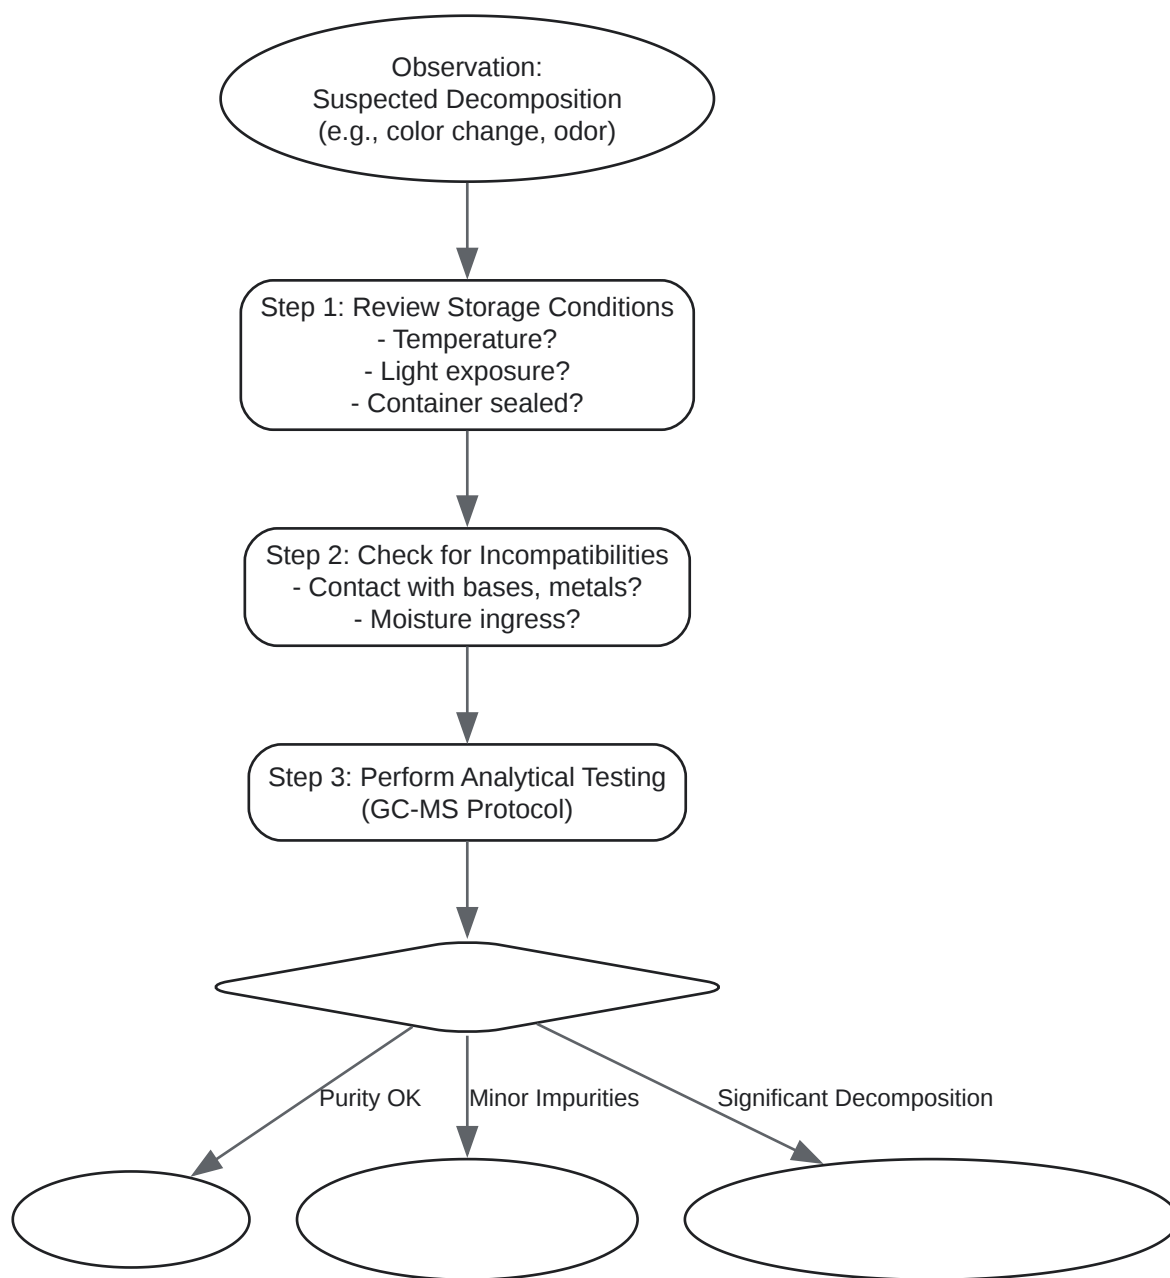 Observation:
Suspected Decomposition
(e.g., color change, odor)
Step 1: Review Storage Conditions
- Temperature?
- Light exposure?
- Container sealed?
Step 2: Check for Incompatibilities
- Contact with bases, metals?
- Moisture ingress?
Step 3: Perform Analytical Testing
(GC-MS Protocol)
Purity OK
Minor Impurities
Significant Decomposition